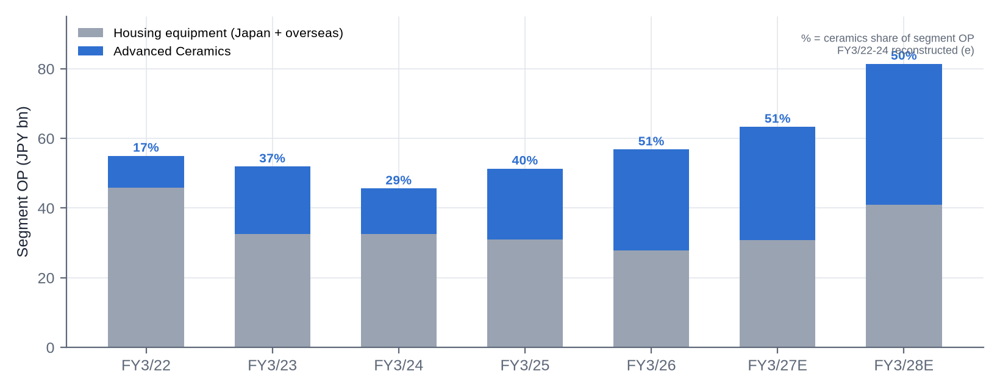 Housing equipment (Japan + overseas)
Advanced Ceramics
% = ceramics share of segment OP
FY3/22-24 reconstructed (e)
Segment OP (JPY bn)
80
60
40
20
0
17%
37%
29%
40%
51%
51%
50%
FY3/22
FY3/23
FY3/24
FY3/25
FY3/26
FY3/27E
FY3/28E